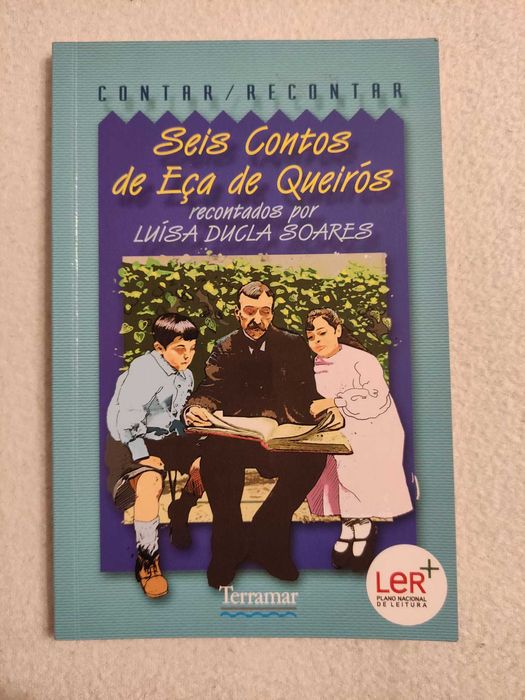 CONTAR/RECONTAR
Seis Contos
de Eça de Queirós
recontados por
LUÍSA DUCLA SOARES
Terramar
LeR+
PLANO NACIONAL
DE LEITURA